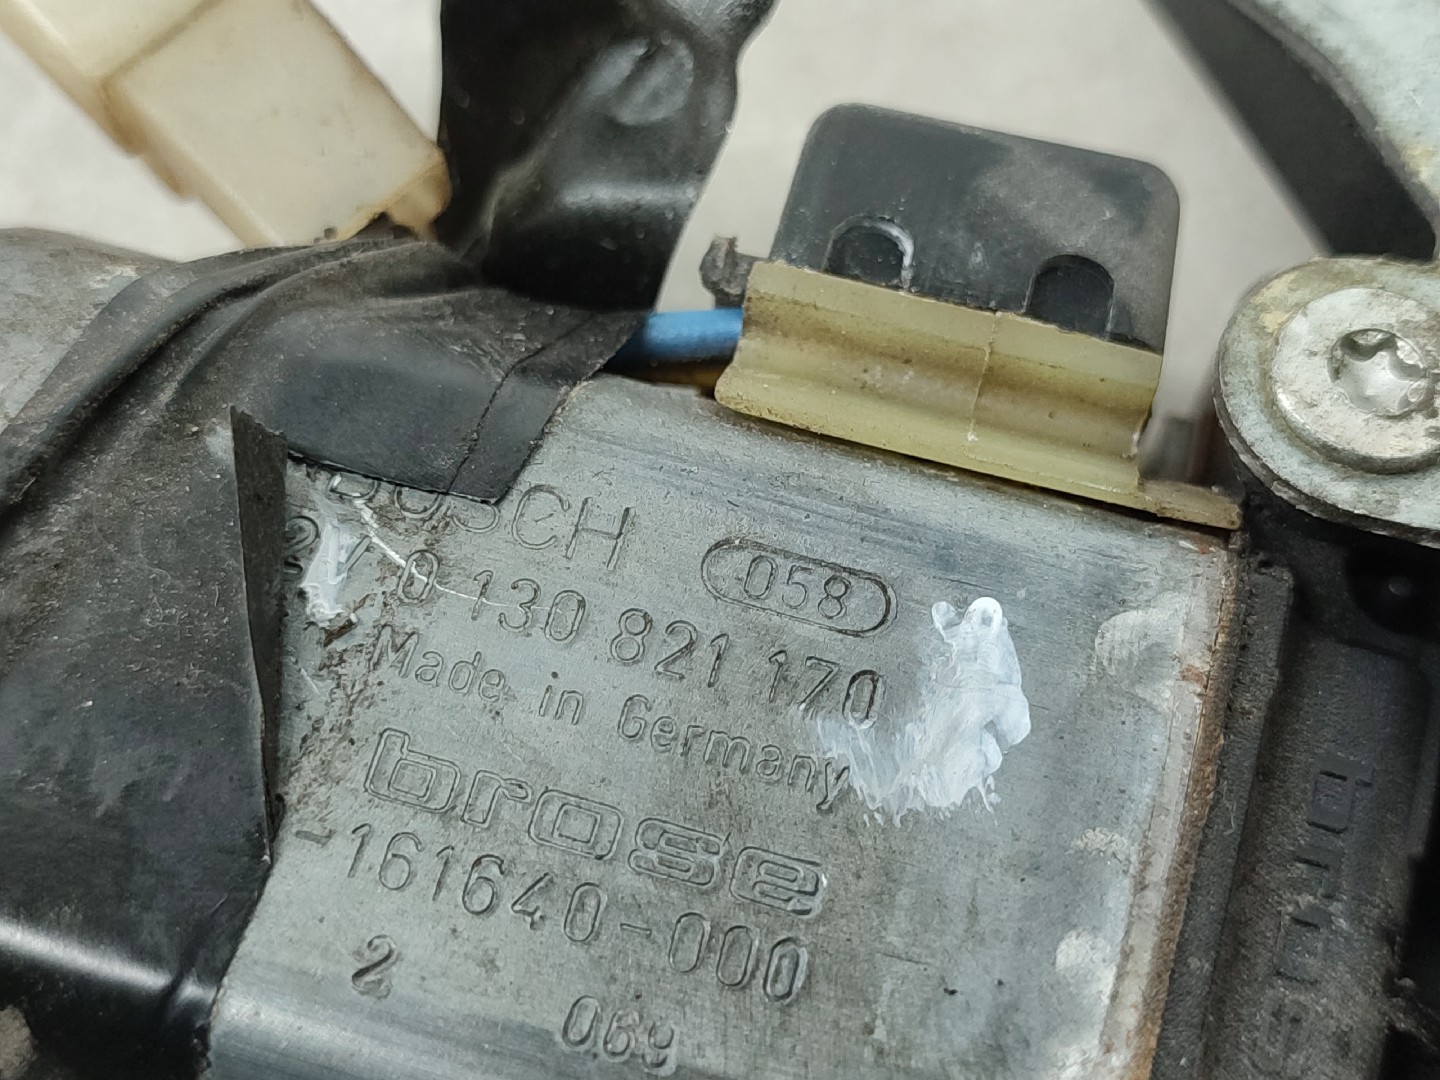 BOSCH 058
0 130 821 170
Made in Germany
brose
-161640-000
2 069